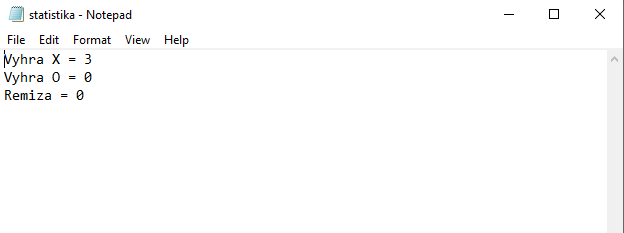 statistika - Notepad
File Edit Format View Help
Vyhra X = 3
Vyhra O = 0
Remiza = 0